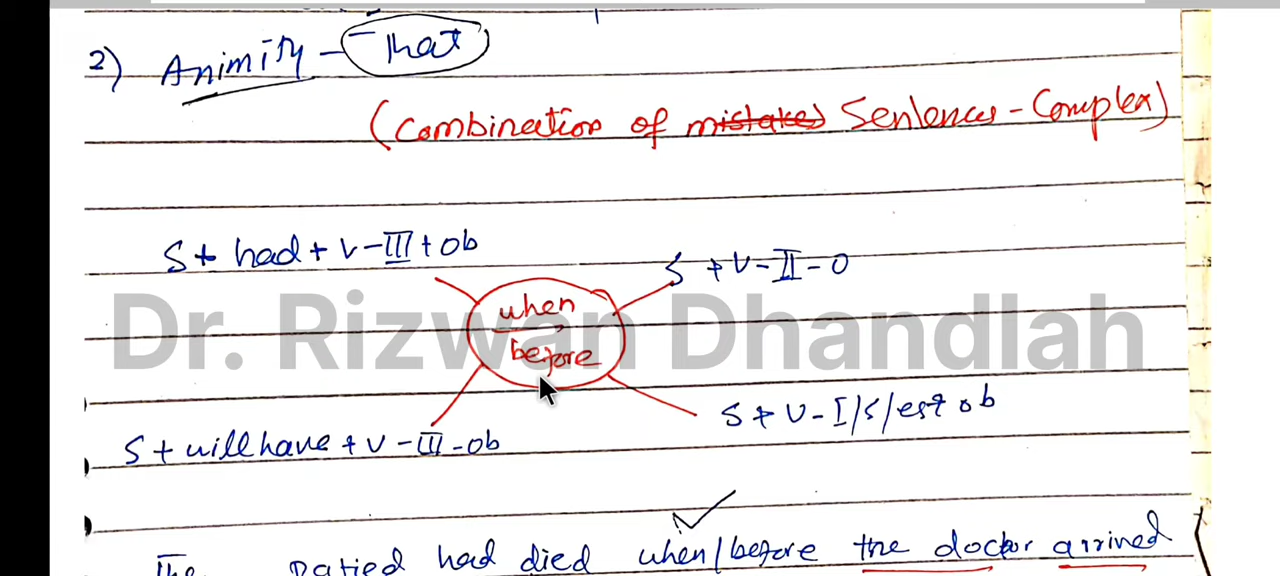 2) Animity - That
(Combination of mistakes Sentences - Complex)
S + had + V - III + ob
S + V - II - O
when,
before
Dr. Rizwan Dhandlah
S + V - I/s/es + ob
S + will have + V - III - ob
The Patied had died when/before the doctor arrived